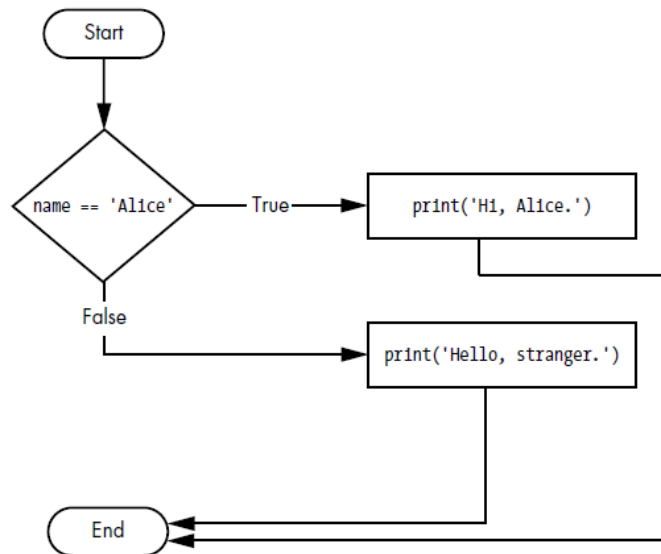 Start
name == 'Alice'
True
print('Hi, Alice.')
False
print('Hello, stranger.')
End